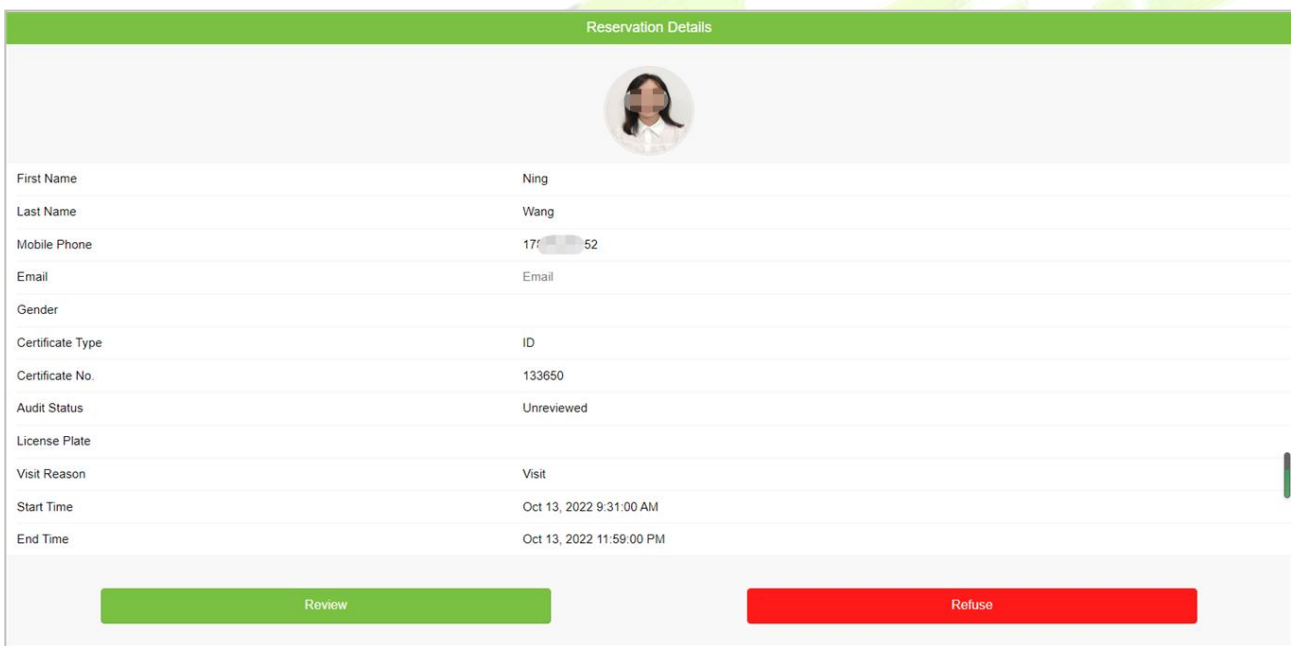 Reservation Details
First Name Ning
Last Name Wang
Mobile Phone 178 52
Email Email
Gender
Certificate Type ID
Certificate No. 133650
Audit Status Unreviewed
License Plate
Visit Reason Visit
Start Time Oct 13, 2022 9:31:00 AM
End Time Oct 13, 2022 11:59:00 PM
Review Refuse